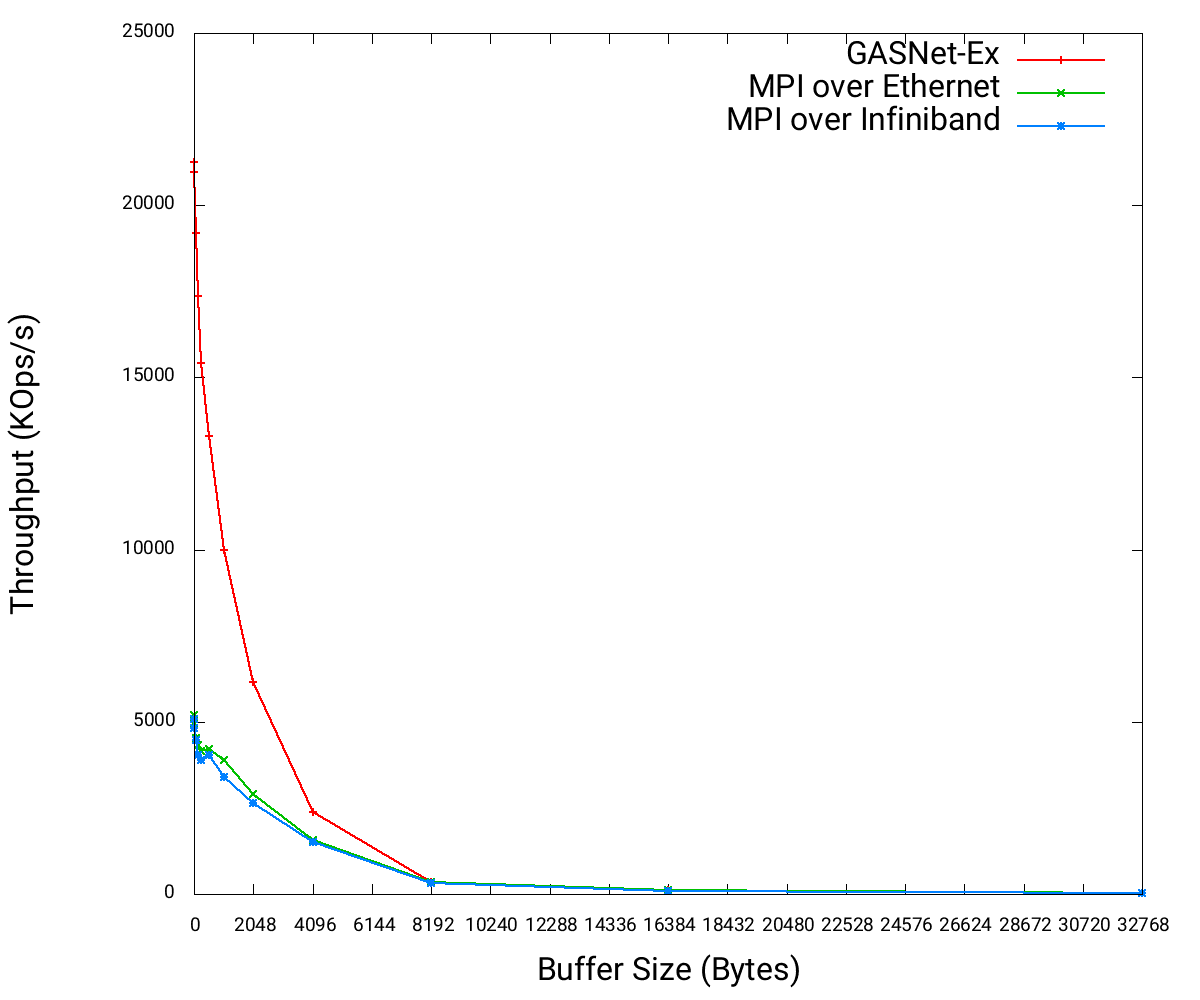 25000
20000
15000
10000
5000
0
Throughput (KOps/s)
GASNet-Ex
MPI over Ethernet
MPI over Infiniband
0 2048 4096 6144 8192 10240 12288 14336 16384 18432 20480 22528 24576 26624 28672 30720 32768
Buffer Size (Bytes)